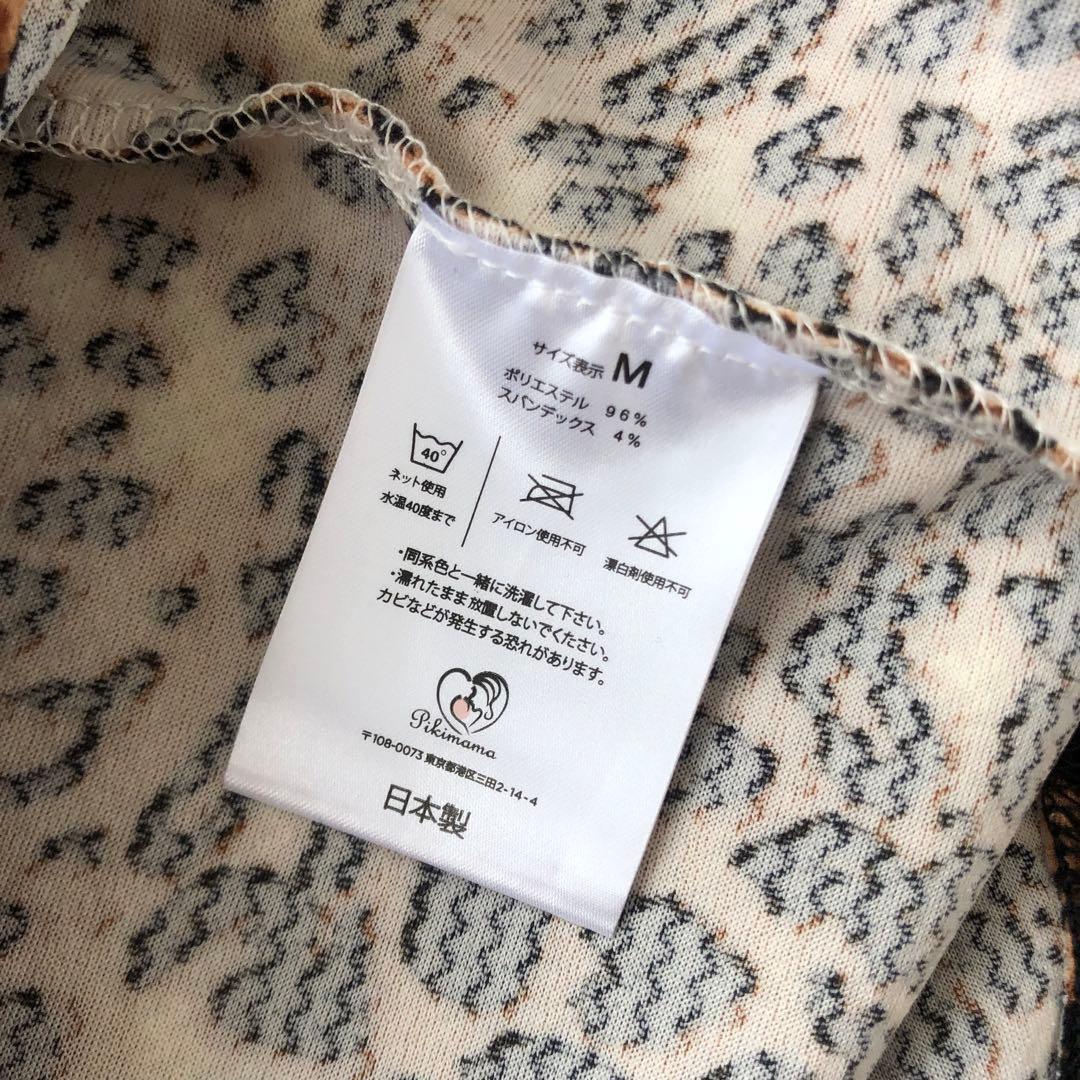 サイズ表示 M
ポリエステル 96%
スパンデックス 4%
40°
ネット使用
水温40度まで
アイロン使用不可
漂白剤使用不可
・同系色と一緒に洗濯して下さい。
・濡れたまま放置しないでください。
カビなどが発生する恐れがあります。
Pikimama
〒108-0073 東京都港区三田2-14-4
日本製